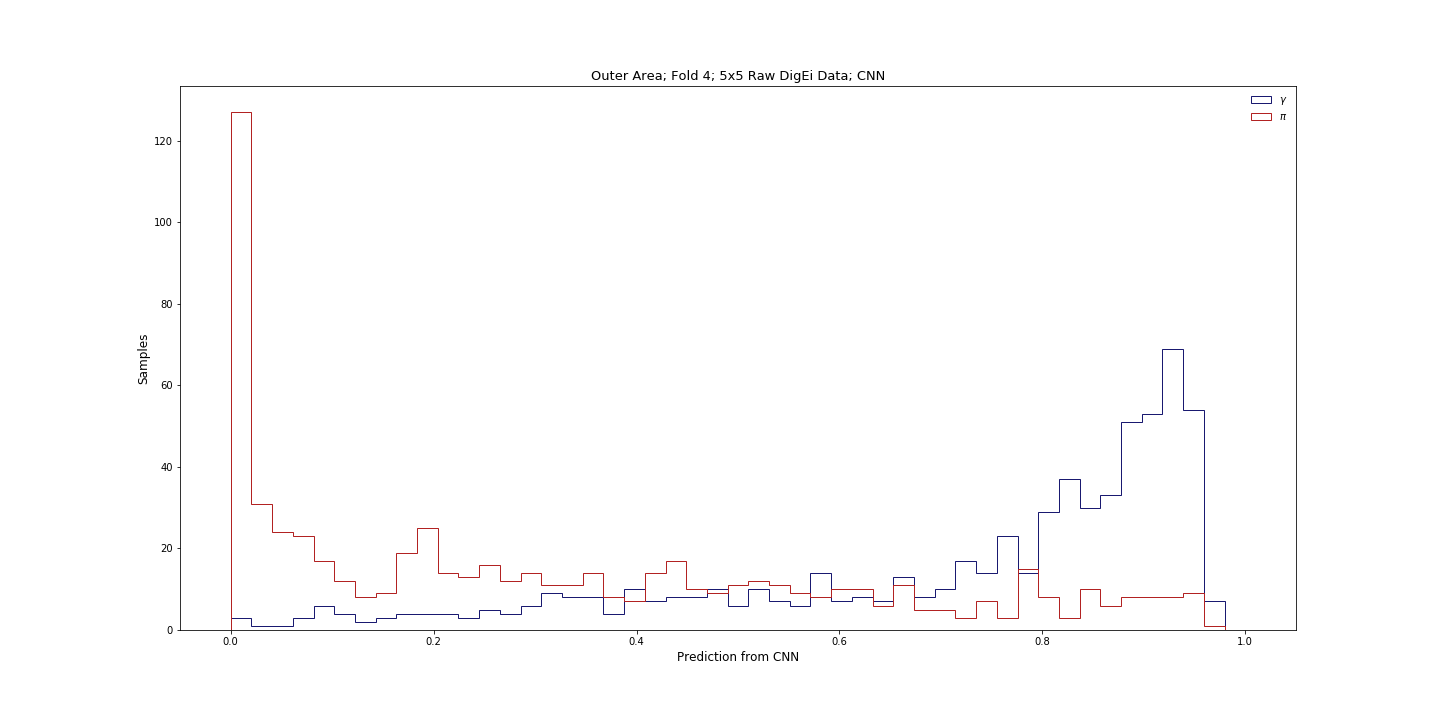 Outer Area; Fold 4; 5x5 Raw DigEi Data; CNN
γ
π
120
100
80
60
40
20
0
Samples
0.0 0.2 0.4 0.6 0.8 1.0
Prediction from CNN